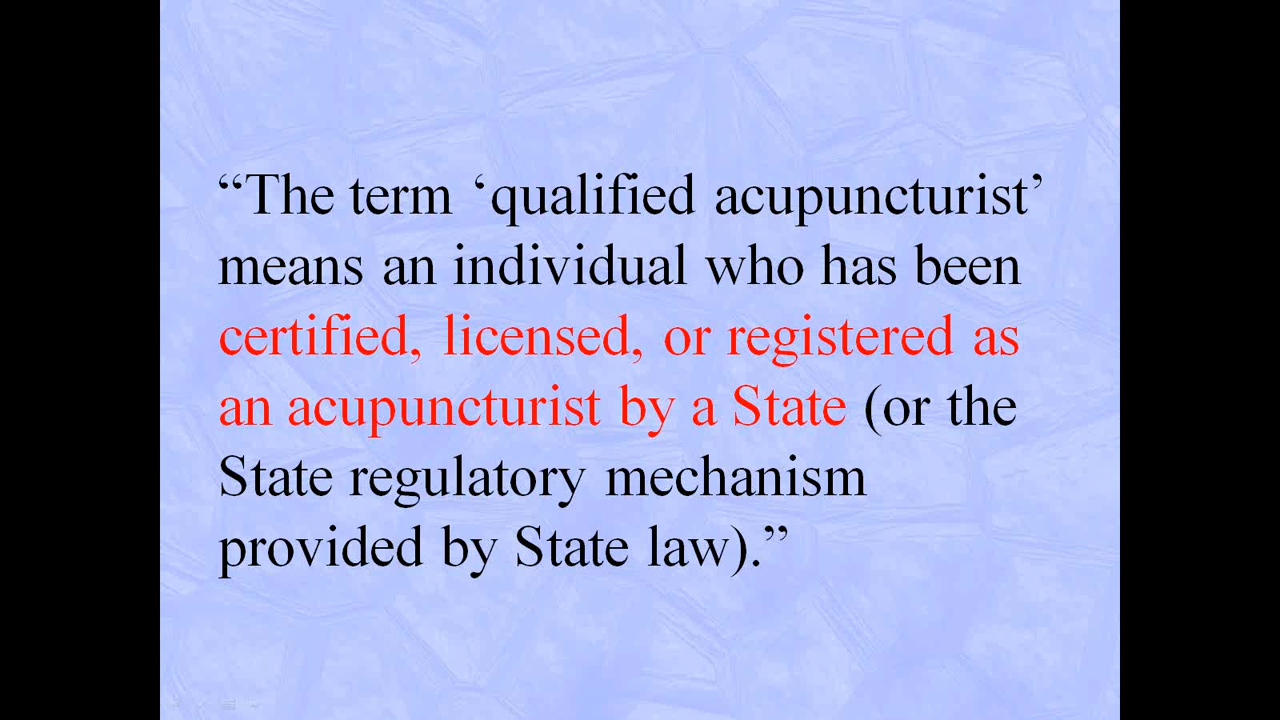 “The term ‘qualified acupuncturist’
means an individual who has been
certified, licensed, or registered as
an acupuncturist by a State (or the
State regulatory mechanism
provided by State law).”